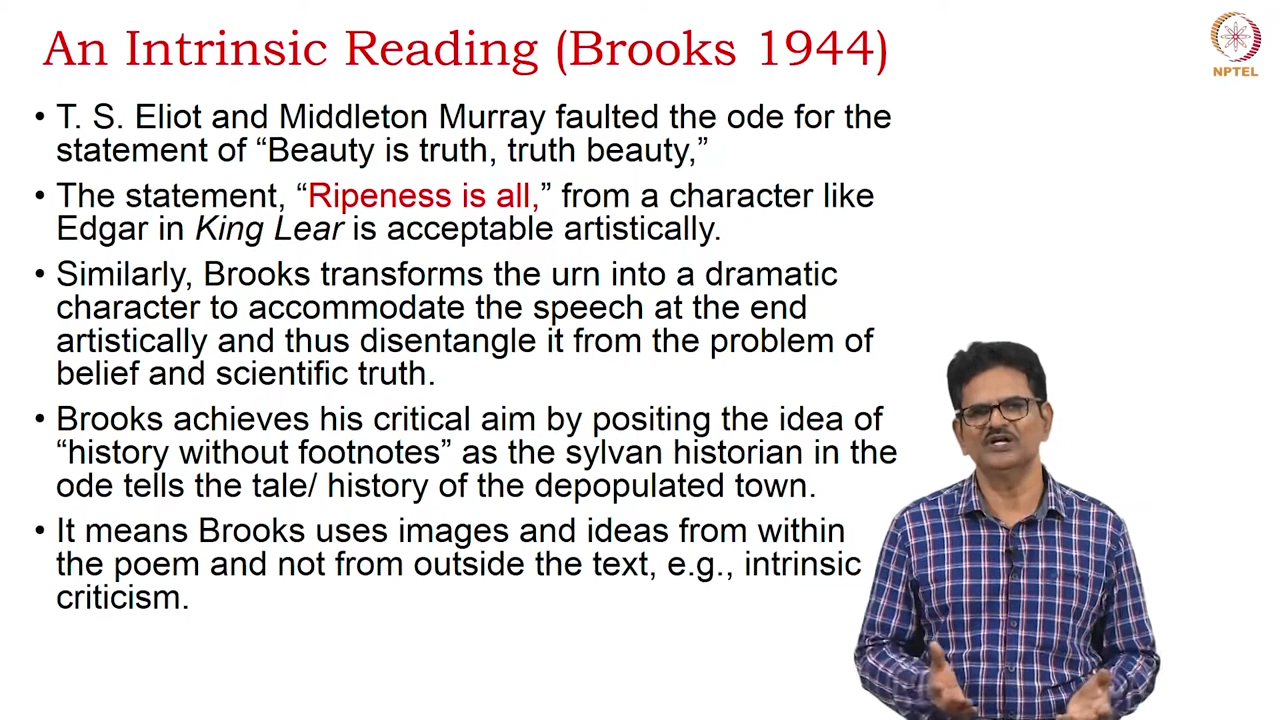 An Intrinsic Reading (Brooks 1944)
NPTEL
• T. S. Eliot and Middleton Murray faulted the ode for the
statement of “Beauty is truth, truth beauty,”
• The statement, “Ripeness is all,” from a character like
Edgar in King Lear is acceptable artistically.
• Similarly, Brooks transforms the urn into a dramatic
character to accommodate the speech at the end
artistically and thus disentangle it from the problem of
belief and scientific truth.
• Brooks achieves his critical aim by positing the idea of
“history without footnotes” as the sylvan historian in the
ode tells the tale/ history of the depopulated town.
• It means Brooks uses images and ideas from within
the poem and not from outside the text, e.g., intrinsic
criticism.